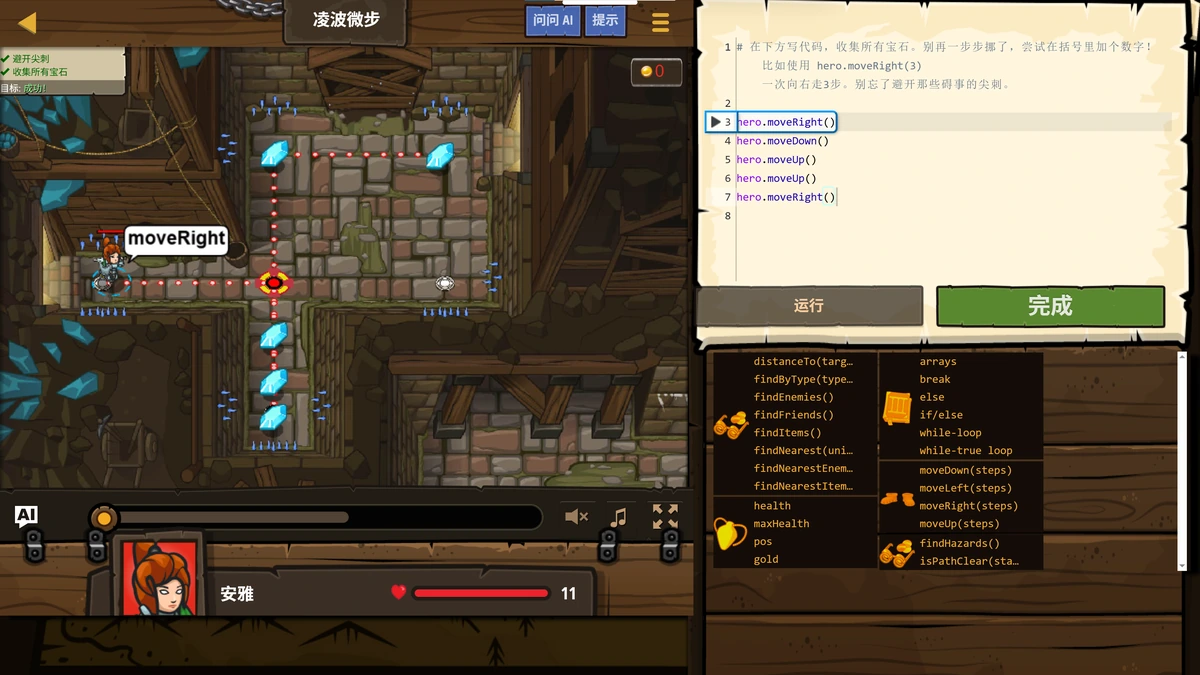 凌波微步
问问 AI
提示
避开尖刺
收集所有宝石
目标: 成功!
0
moveRight
1 # 在下方写代码，收集所有宝石。别再一步步挪了，尝试在括号里加个数字！
比如使用 hero.moveRight(3)
一次向右走3步。别忘了避开那些碍事的尖刺。
2
3 hero.moveRight()
4 hero.moveDown()
5 hero.moveUp()
6 hero.moveUp()
7 hero.moveRight()
8
运行
完成
distanceTo(targ…
findByType(type…
findEnemies()
findFriends()
findItems()
findNearest(uni…
findNearestEnem…
findNearestItem…
health
maxHealth
pos
gold
arrays
break
else
if/else
while-loop
while-true loop
moveDown(steps)
moveLeft(steps)
moveRight(steps)
moveUp(steps)
findHazards()
isPathClear(sta…
AI
安雅
11